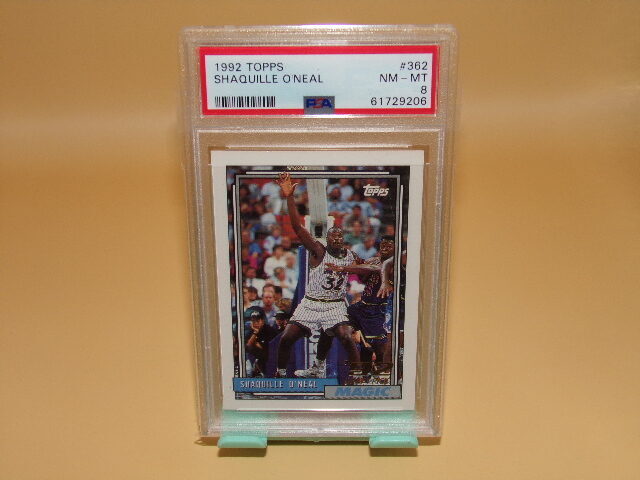 1992 TOPPS #362
SHAQUILLE O'NEAL NM - MT
8
PSA 61729206
Topps
32
SHAQUILLE O'NEAL
MAGIC